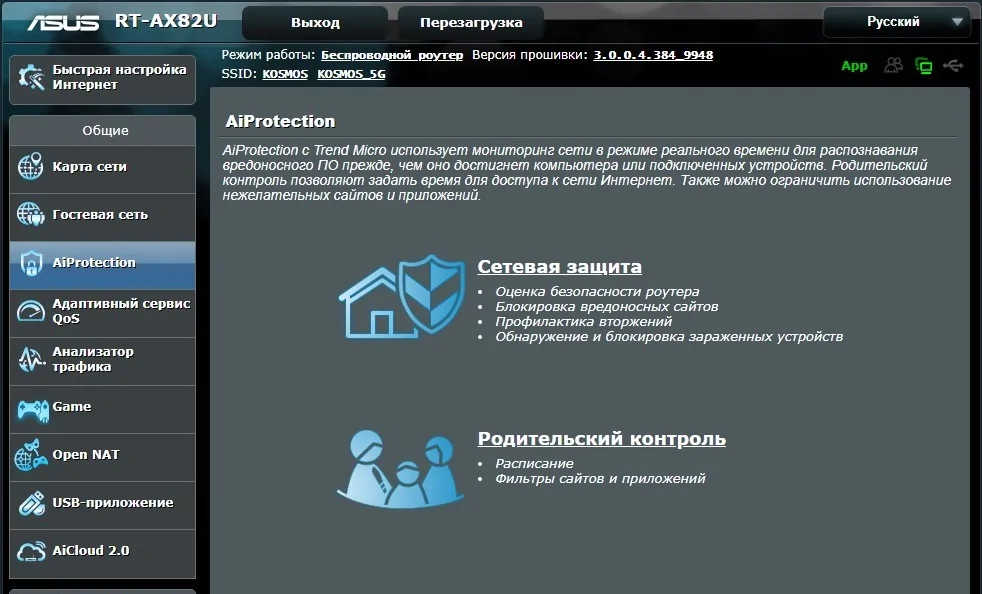 ASUS RT-AX82U Выход Перезагрузка Русский
Режим работы: Беспроводной роутер Версия прошивки: 3.0.0.4.384_9948
SSID: KOSMOS KOSMOS_5G
App
Быстрая настройка
Интернет
Общие
Карта сети
Гостевая сеть
AiProtection
Адаптивный сервис
QoS
Анализатор
трафика
Game
Open NAT
USB-приложение
AiCloud 2.0
AiProtection
AiProtection с Trend Micro использует мониторинг сети в режиме реального времени для распознавания
вредоносного ПО прежде, чем оно достигнет компьютера или подключенных устройств. Родительский
контроль позволяют задать время для доступа к сети Интернет. Также можно ограничить использование
нежелательных сайтов и приложений.
Сетевая защита
• Оценка безопасности роутера
• Блокировка вредоносных сайтов
• Профилактика вторжений
• Обнаружение и блокировка зараженных устройств
Родительский контроль
• Расписание
• Фильтры сайтов и приложений